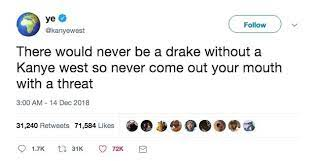 ye
@kanyewest
Follow
There would never be a drake without a
Kanye west so never come out your mouth
with a threat
3:00 AM - 14 Dec 2018
31,240 Retweets 71,584 Likes
1.7K 31K 72K